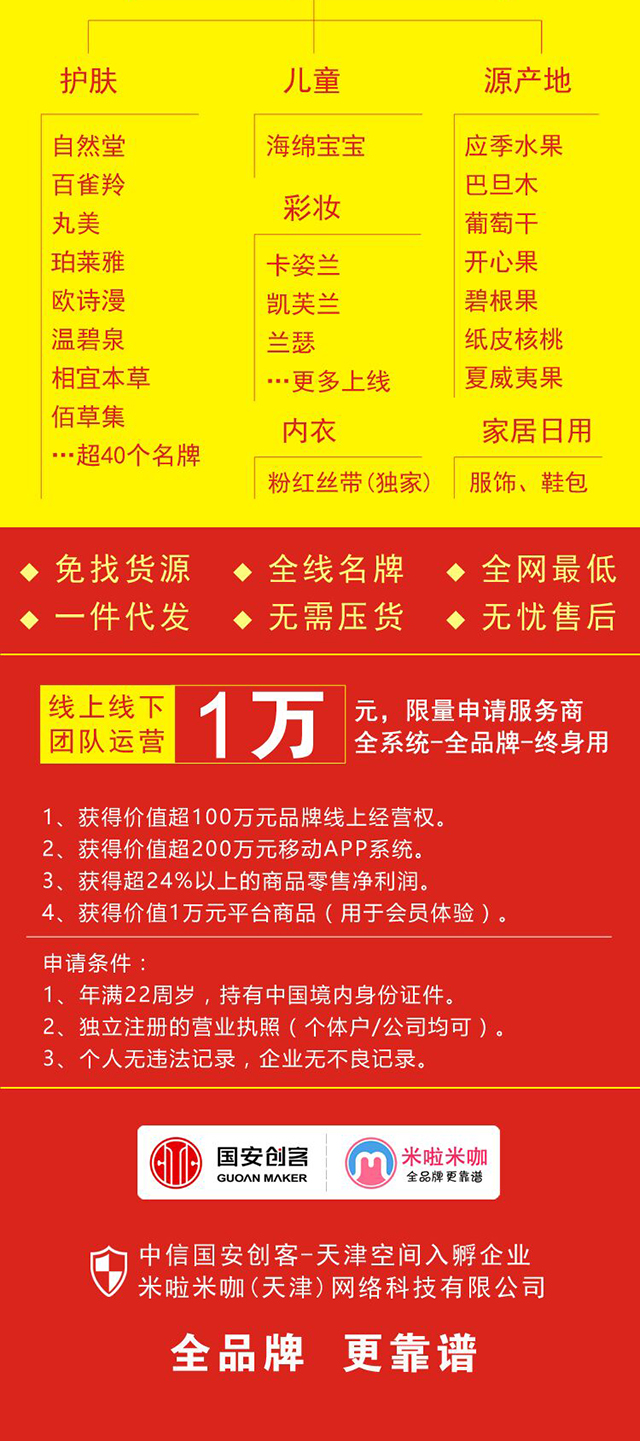 护肤
自然堂
百雀羚
丸美
珀莱雅
欧诗漫
温碧泉
相宜本草
佰草集
…超40个名牌
儿童
海绵宝宝
彩妆
卡姿兰
凯芙兰
兰瑟
…更多上线
内衣
粉红丝带(独家)
源产地
应季水果
巴旦木
葡萄干
开心果
碧根果
纸皮核桃
夏威夷果
家居日用
服饰、鞋包
◆ 免找货源 ◆ 全线名牌 ◆ 全网最低
◆ 一件代发 ◆ 无需压货 ◆ 无忧售后
线上线下
团队运营
1万
元，限量申请服务商
全系统-全品牌-终身用
1、获得价值超100万元品牌线上经营权。
2、获得价值超200万元移动APP系统。
3、获得超24%以上的商品零售净利润。
4、获得价值1万元平台商品（用于会员体验）。
申请条件：
1、年满22周岁，持有中国境内身份证件。
2、独立注册的营业执照（个体户/公司均可）。
3、个人无违法记录，企业无不良记录。
国安创客
GUOAN MAKER
米啦米咖
全品牌 更靠谱
中信国安创客-天津空间入孵企业
米啦米咖(天津)网络科技有限公司
全品牌 更靠谱